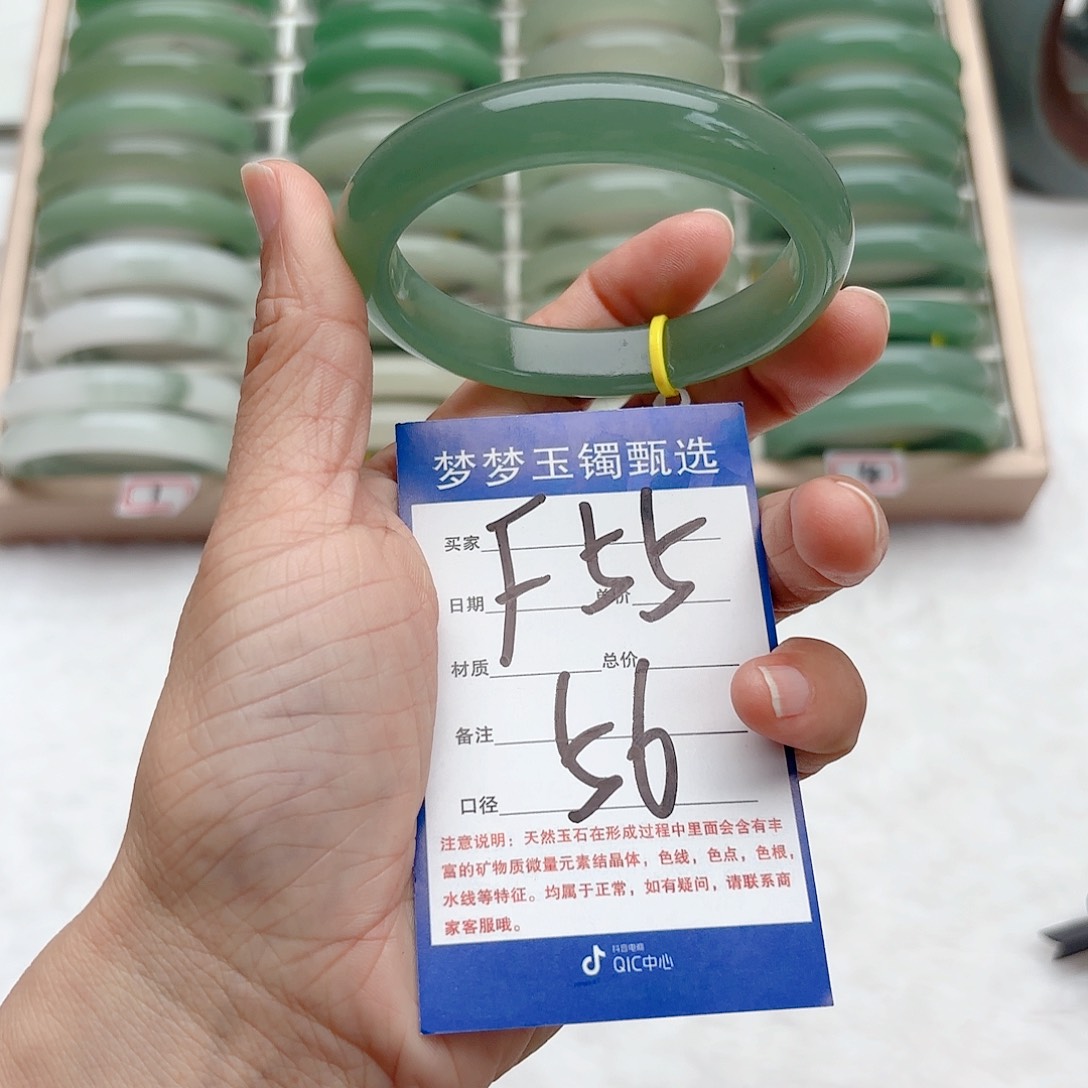 梦梦玉镯甄选
买家
F 55
日期 单价
材质 总价
备注
56
口径
注意说明：天然玉石在形成过程中里面会含有丰
富的矿物质微量元素结晶体，色线，色点，色根，
水线等特征。均属于正常，如有疑问，请联系商
家客服哦。
抖音电商
QIC中心